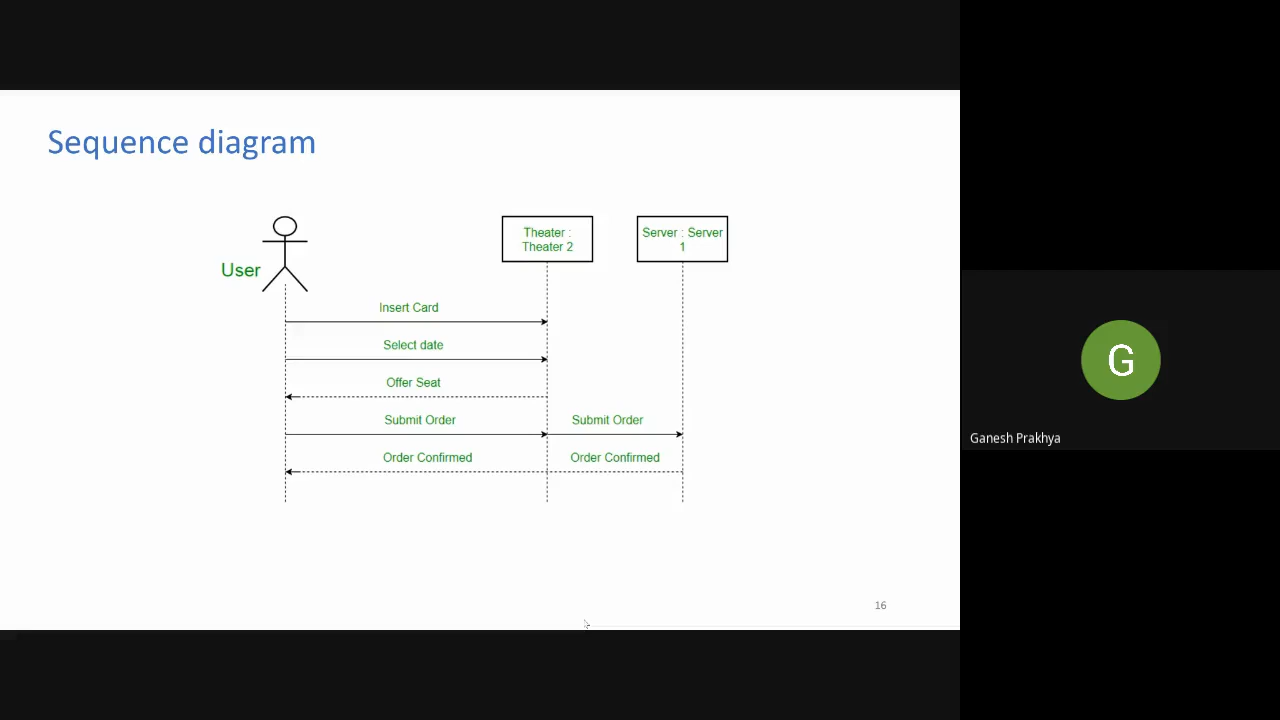 Sequence diagram
User
Theater :
Theater 2
Server : Server
1
Insert Card
Select date
Offer Seat
Submit Order
Submit Order
Order Confirmed
Order Confirmed
16
G
Ganesh Prakhya